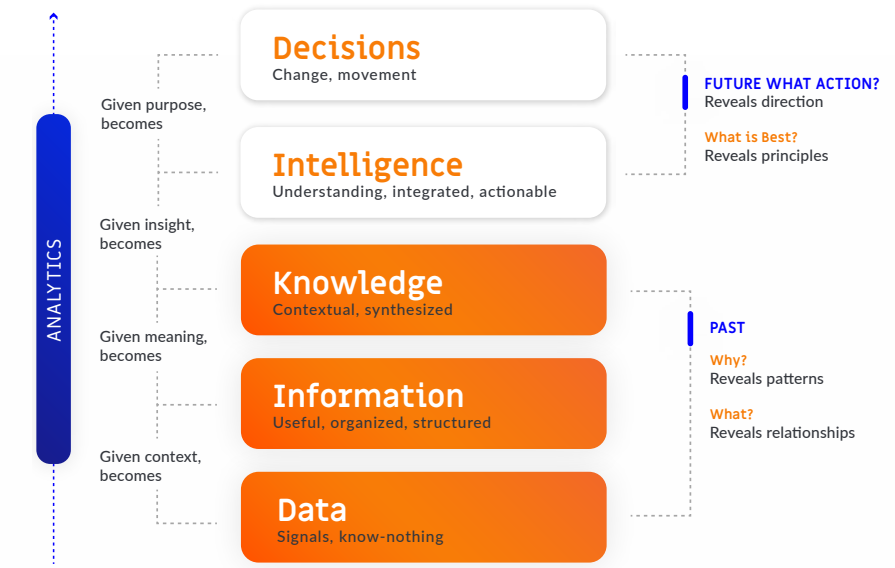 Decisions
Change, movement
Given purpose,
becomes
Intelligence
Understanding, integrated, actionable
Given insight,
becomes
Knowledge
Contextual, synthesized
Given meaning,
becomes
Information
Useful, organized, structured
Given context,
becomes
Data
Signals, know-nothing
ANALYTICS
FUTURE WHAT ACTION?
Reveals direction
What is Best?
Reveals principles
PAST
Why?
Reveals patterns
What?
Reveals relationships